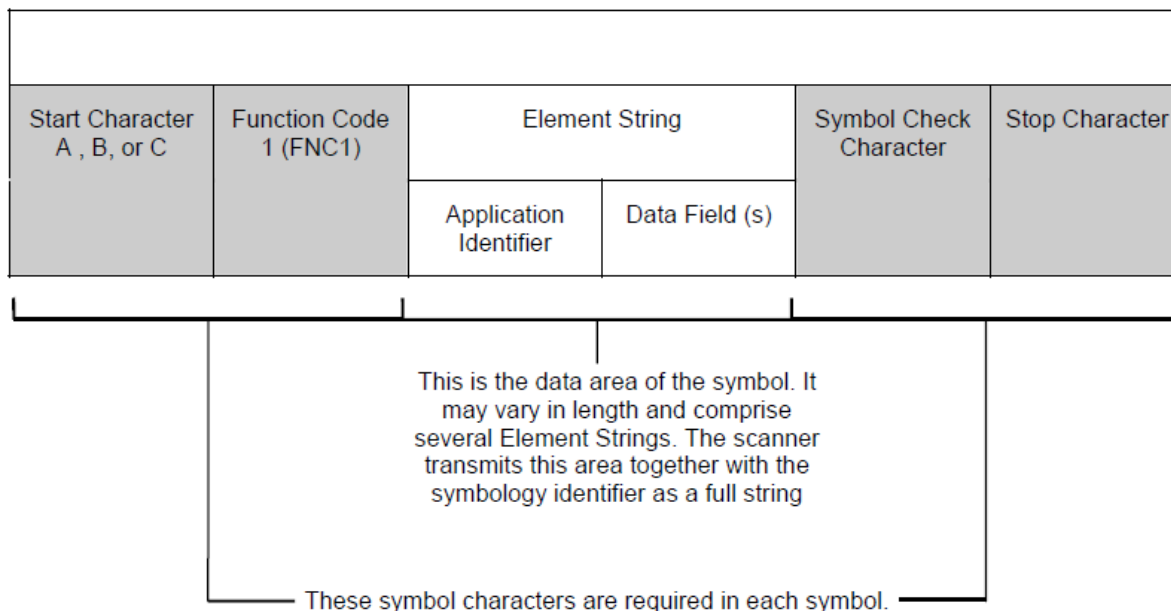 Start Character
A , B, or C
Function Code
1 (FNC1)
Element String
Symbol Check
Character
Stop Character
Application
Identifier
Data Field (s)
This is the data area of the symbol. It
may vary in length and comprise
several Element Strings. The scanner
transmits this area together with the
symbology identifier as a full string
These symbol characters are required in each symbol.